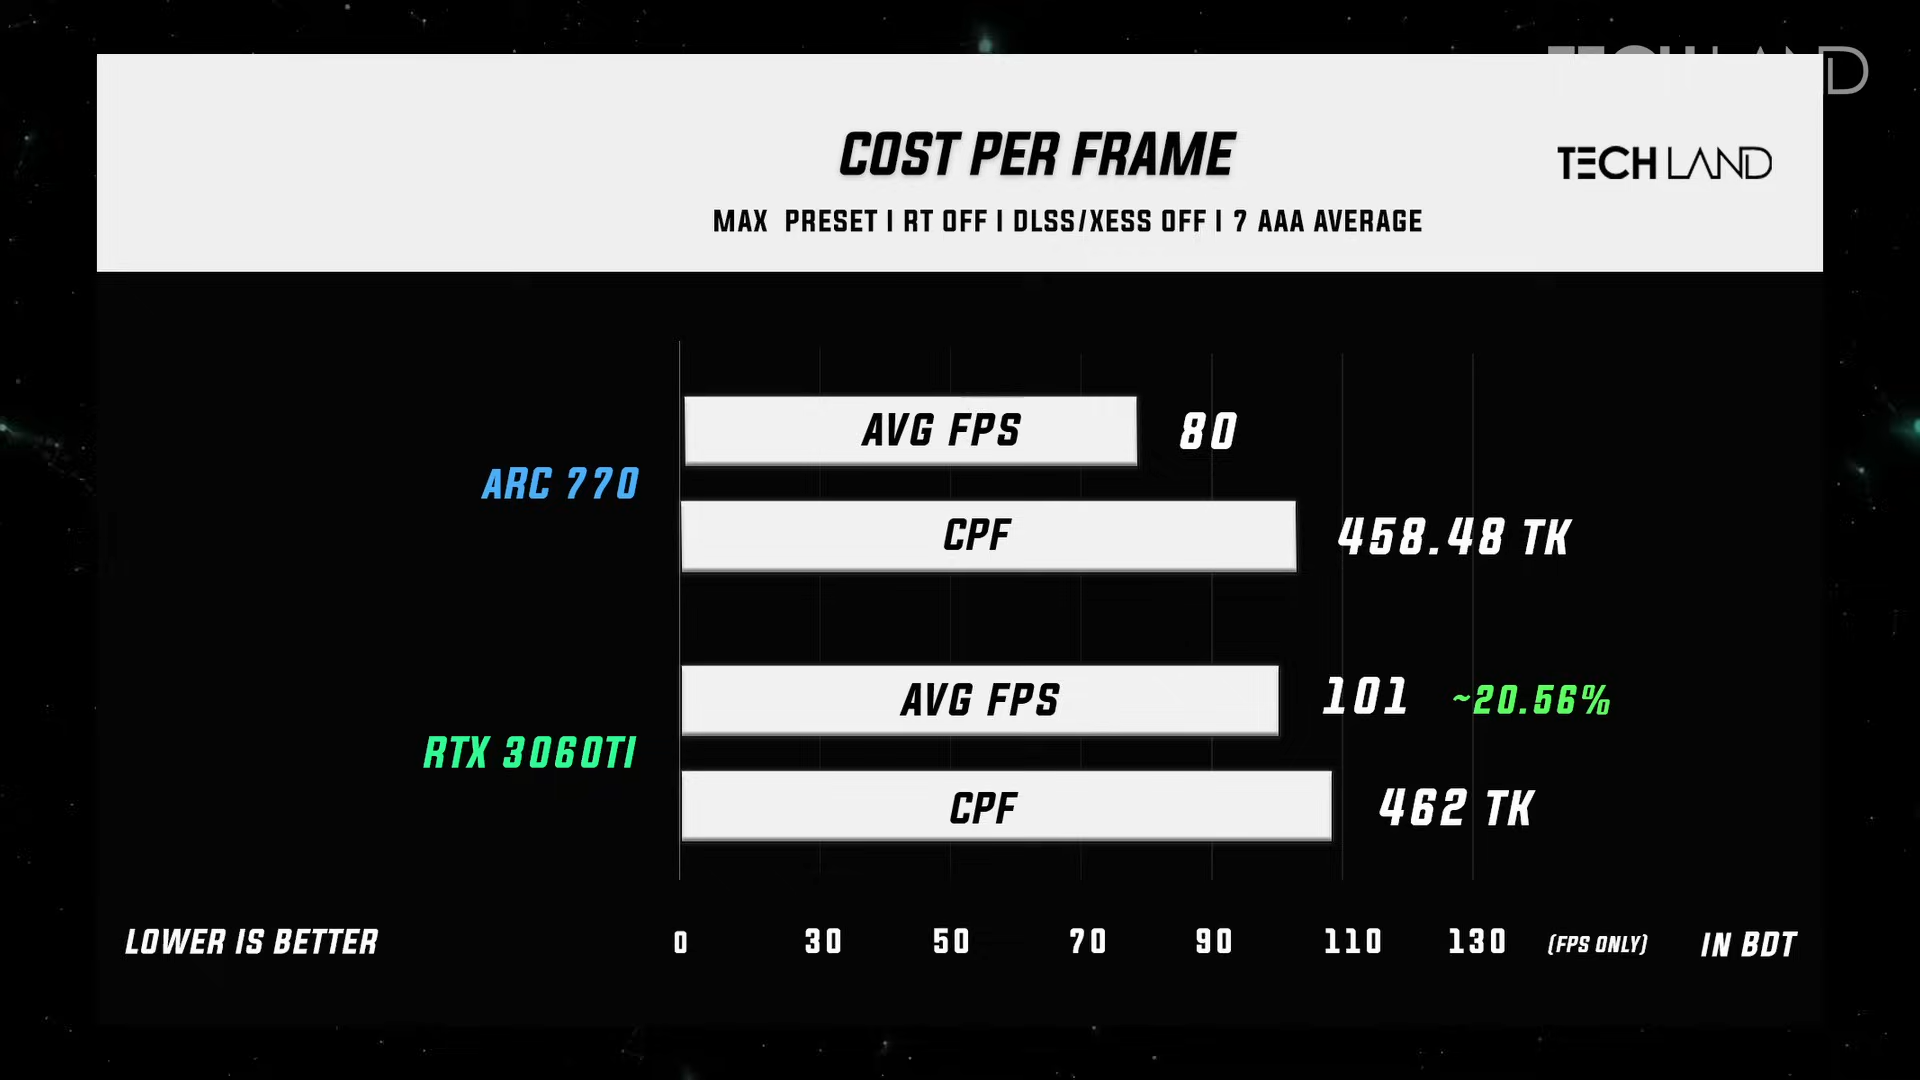 TECH LAND
COST PER FRAME
TECH LAND
MAX PRESET | RT OFF | DLSS/XESS OFF | 7 AAA AVERAGE
AVG FPS 80
ARC 770
CPF 458.48 TK
AVG FPS 101 ~20.56%
RTX 3060TI
CPF 462 TK
LOWER IS BETTER 0 30 50 70 90 110 130 (FPS ONLY) IN BDT